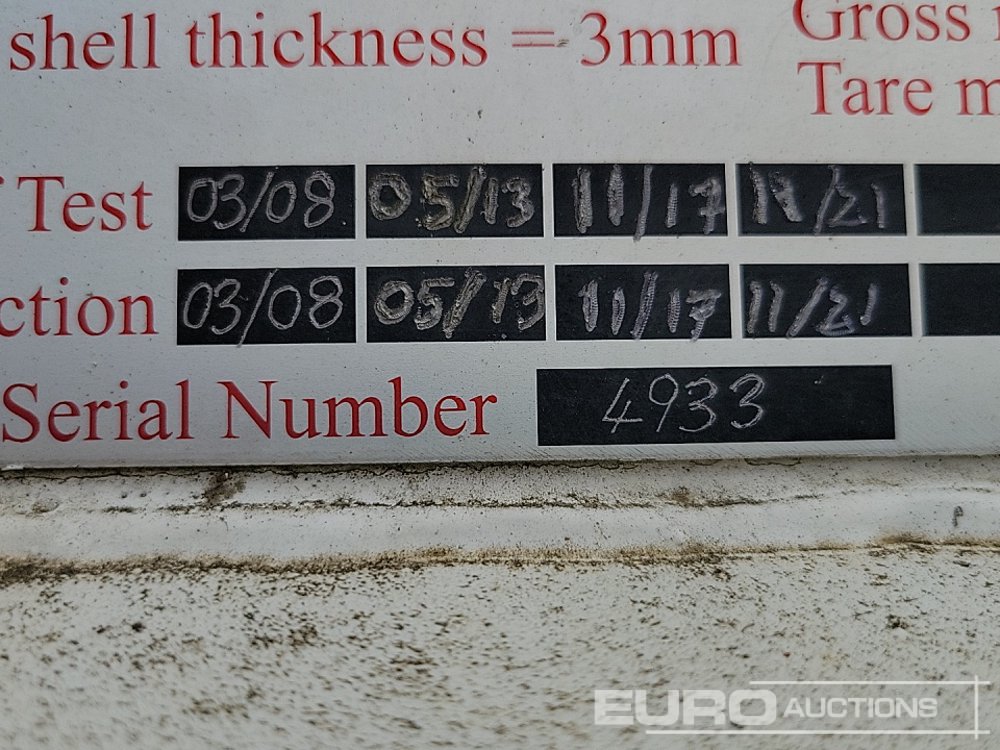 shell thickness = 3mm
Gross
Tare
Test 03/08 05/13 11/17 11/21
ction 03/08 05/13 11/17 11/21
Serial Number 4933
EURO AUCTIONS